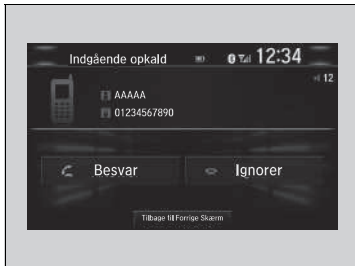 Indgående opkald 12:34
12
AAAAA
01234567890
Besvar Ignorer
Tilbage til Forrige Skærm